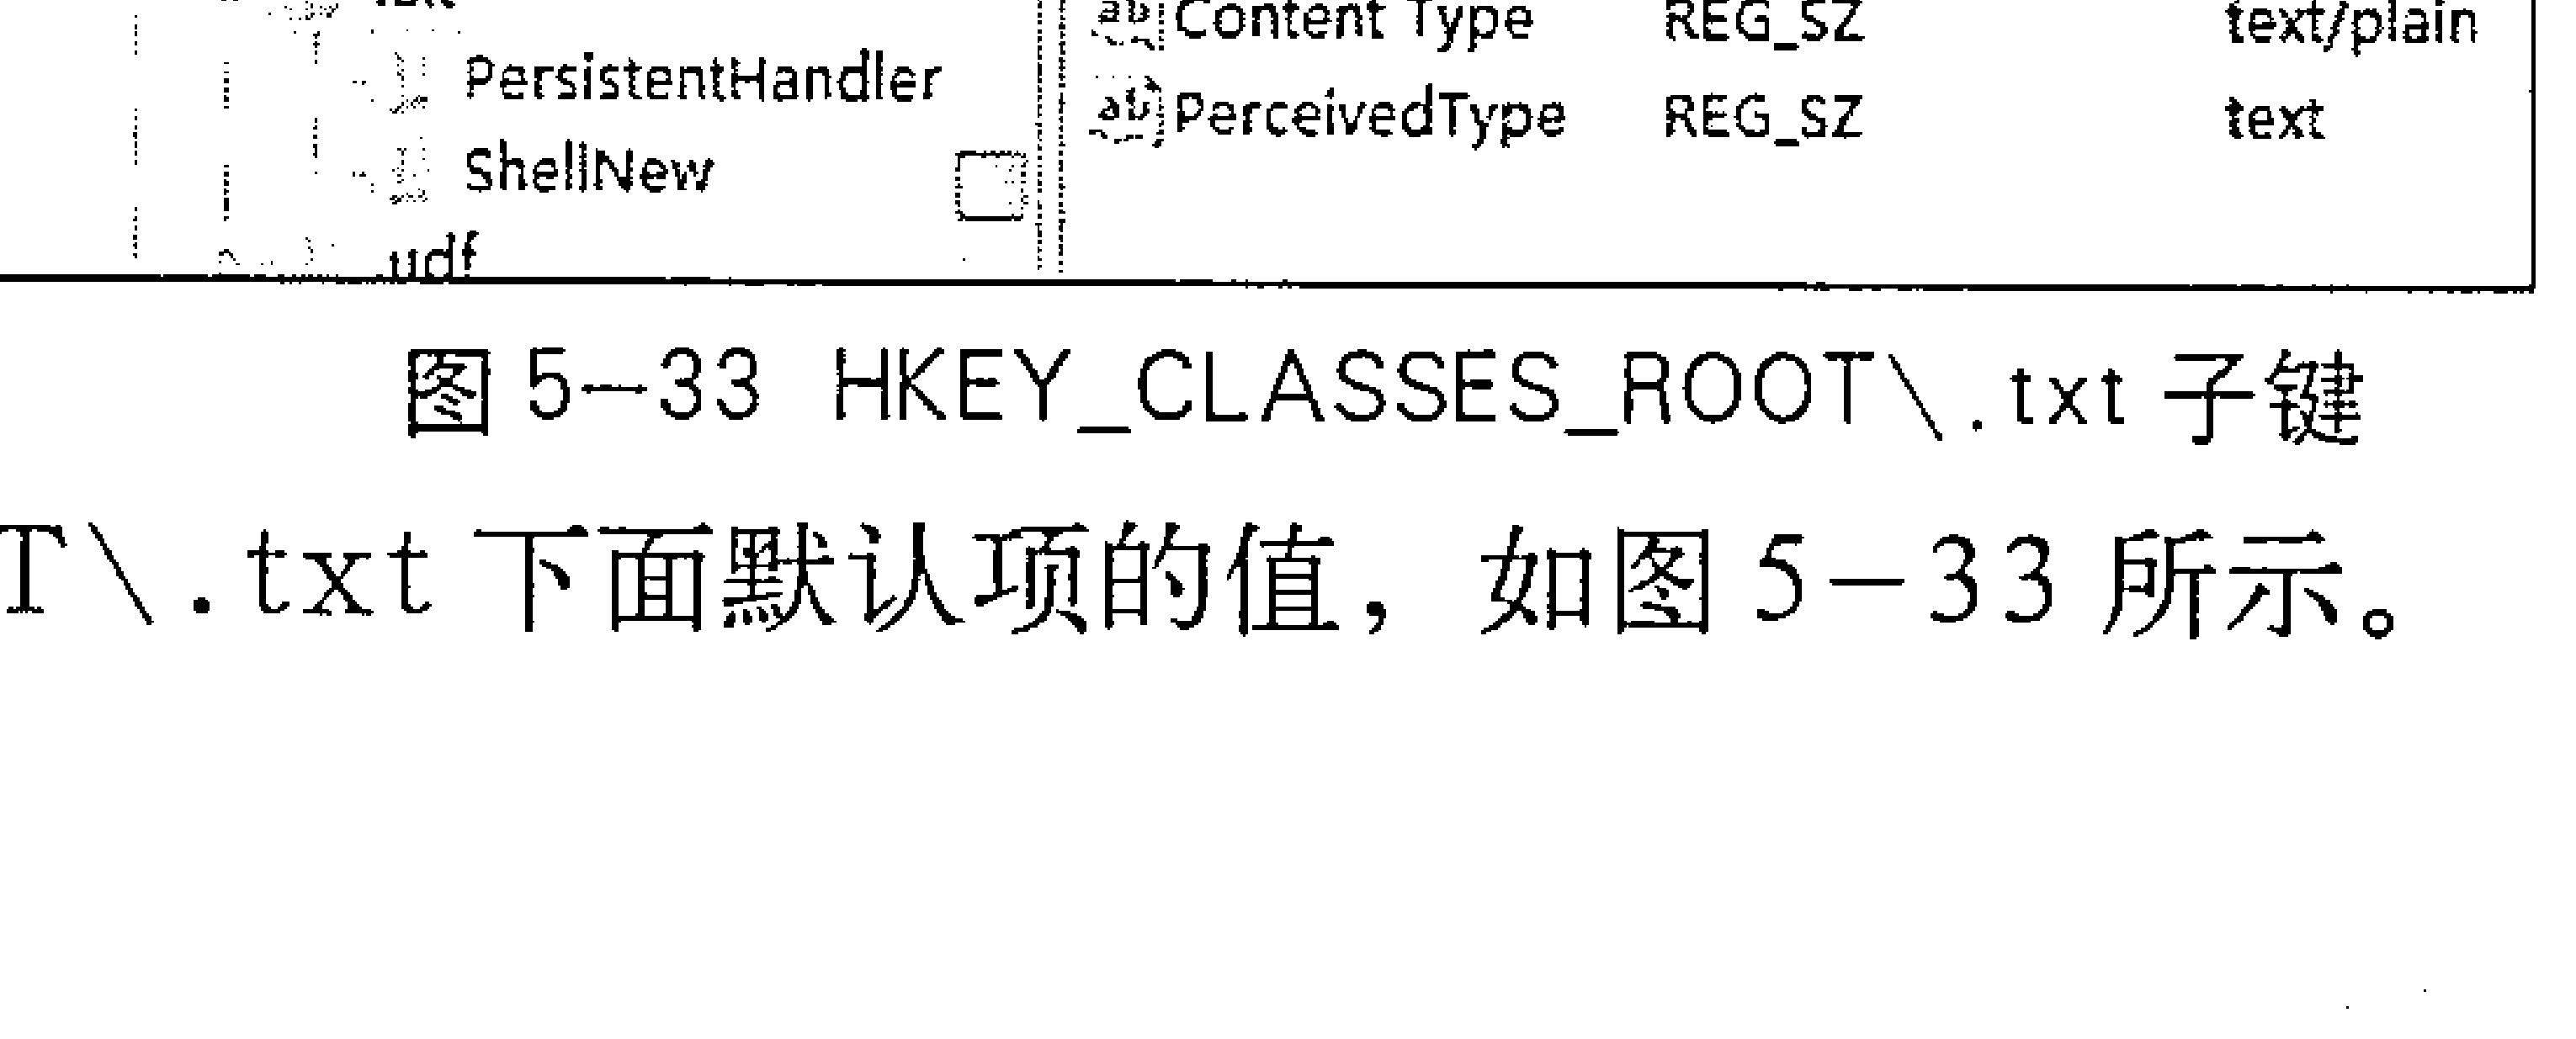 Content Type REG_SZ text/plain
PersistentHandler
PerceivedType REG_SZ text
ShellNew
.udf
图 5-33 HKEY_CLASSES_ROOT\.txt 子键
T\.txt 下面默认项的值，如图 5-33 所示。